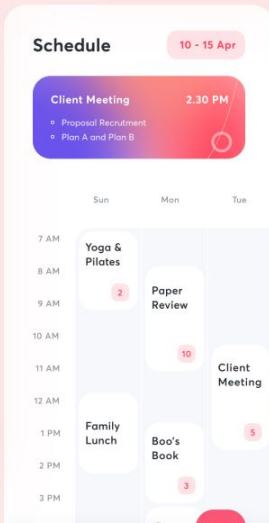 Schedule
10 - 15 Apr
Client Meeting
2.30 PM
Proposal Recrutment
Plan A and Plan B
Sun
Mon
Tue
7 AM
Yoga &
Pilates
8 AM
2
Paper
Review
9 AM
10 AM
10
11 AM
Client
Meeting
12 AM
Family
Lunch
1 PM
5
Boo's
Book
2 PM
3
3 PM